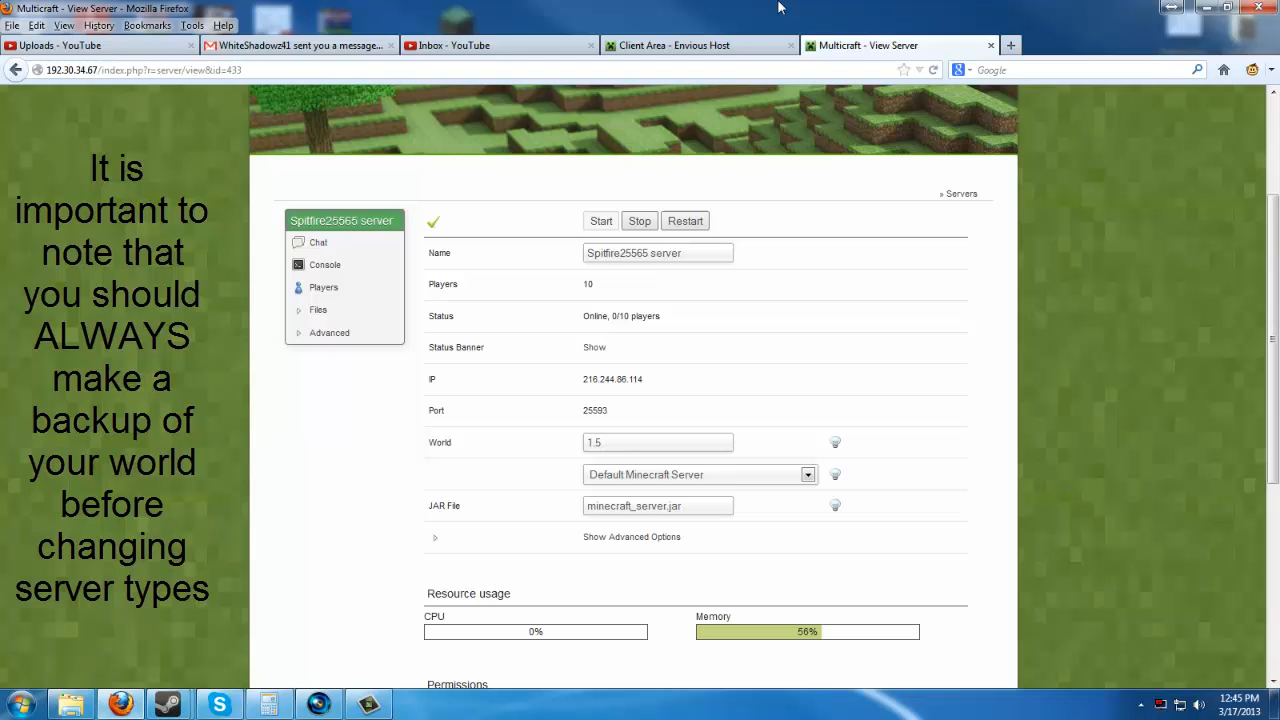 Multicraft - View Server - Mozilla Firefox
File Edit View History Bookmarks Tools Help
Uploads - YouTube
WhiteShadowz41 sent you a message...
Inbox - YouTube
Client Area - Envious Host
Multicraft - View Server
192.30.34.67/index.php?r=server/view&id=433
Google
It is
important to
note that
you should
ALWAYS
make a
backup of
your world
before
changing
server types
» Servers
Spitfire25565 server
Chat
Console
Players
Files
Advanced
Start Stop Restart
Name Spitfire25565 server
Players 10
Status Online, 0/10 players
Status Banner Show
IP 216.244.86.114
Port 25593
World 1.5
Default Minecraft Server
JAR File minecraft_server.jar
Show Advanced Options
Resource usage
CPU Memory
0% 56%
Permissions
12:45 PM
3/17/2013